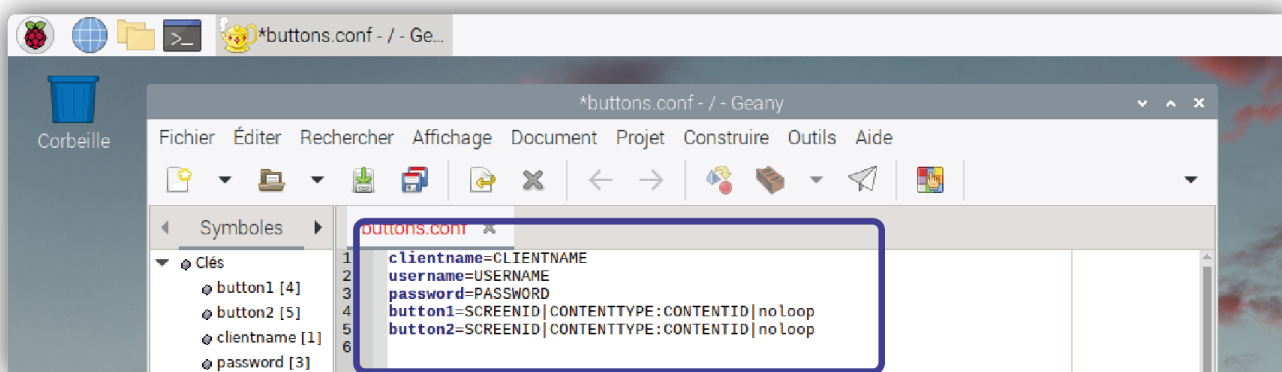 *buttons.conf - / - Ge...
Corbeille
*buttons.conf - / - Geany
Fichier Éditer Rechercher Affichage Document Projet Construire Outils Aide
Symboles
buttons.conf
Clés
button1 [4]
button2 [5]
clientname [1]
password [3]
1 clientname=CLIENTNAME
2 username=USERNAME
3 password=PASSWORD
4 button1=SCREENID|CONTENTTYPE:CONTENTID|noloop
5 button2=SCREENID|CONTENTTYPE:CONTENTID|noloop
6